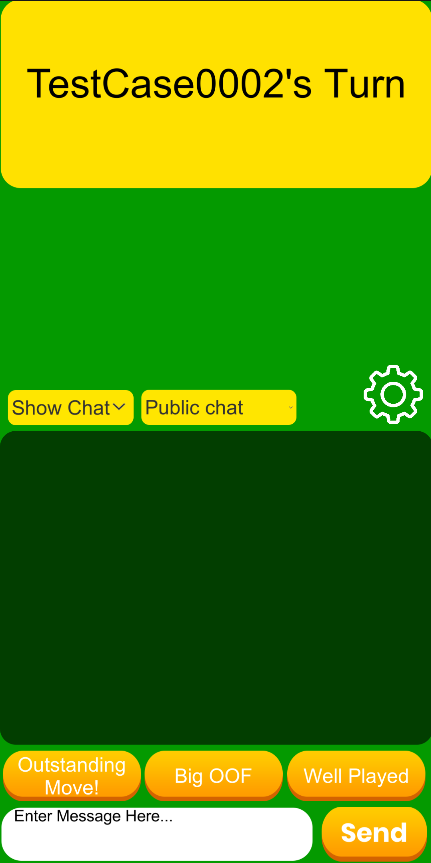 TestCase0002's Turn
Show Chat
Public chat
Outstanding
Move!
Big OOF
Well Played
Enter Message Here...
Send